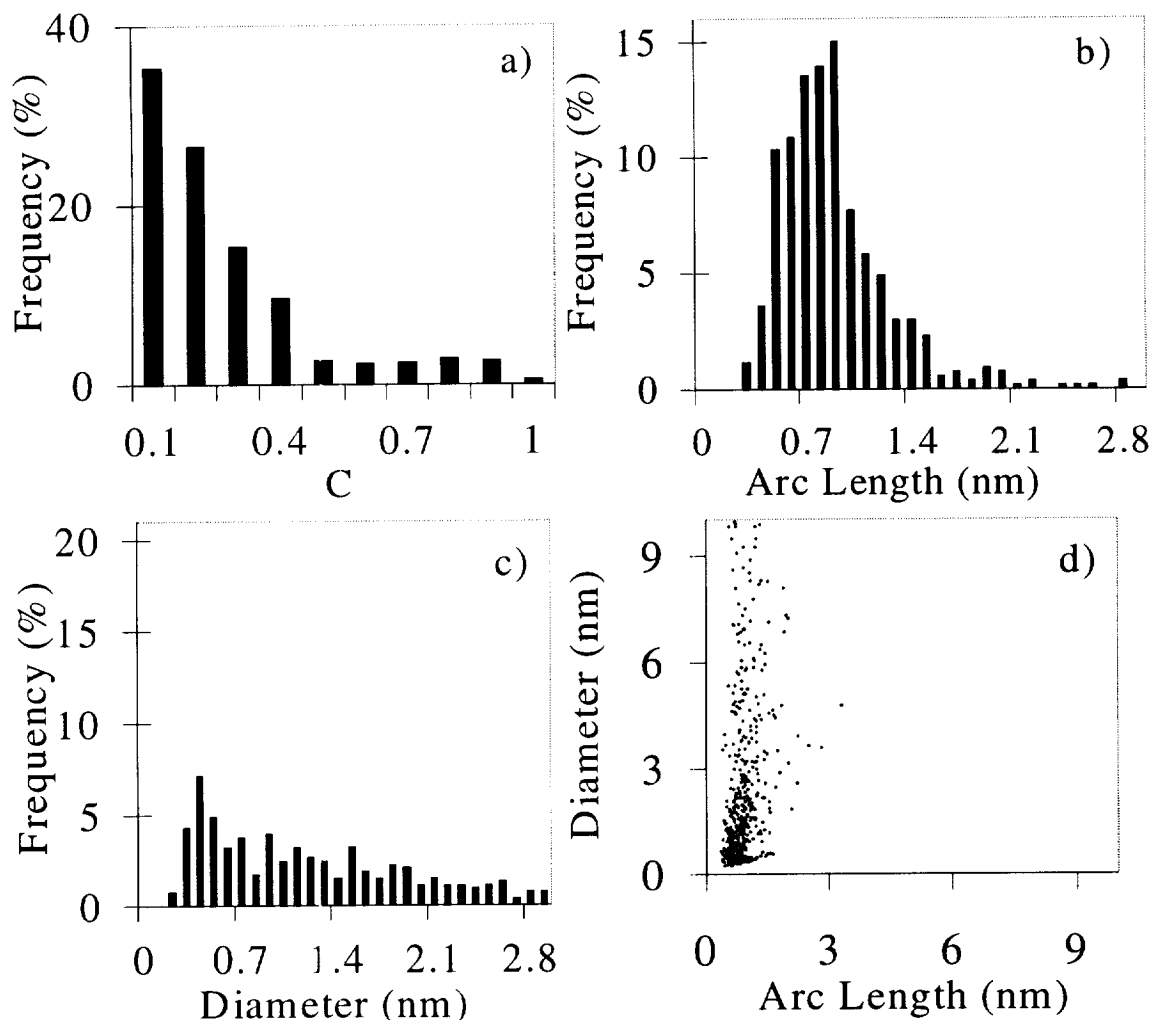 40
20
0
Frequency (%)
a)
0.1 0.4 0.7 1
C
15
10
5
0
Frequency (%)
b)
0 0.7 1.4 2.1 2.8
Arc Length (nm)
20
15
10
5
0
Frequency (%)
c)
0 0.7 1.4 2.1 2.8
Diameter (nm)
9
6
3
0
Diameter (nm)
d)
0 3 6 9
Arc Length (nm)